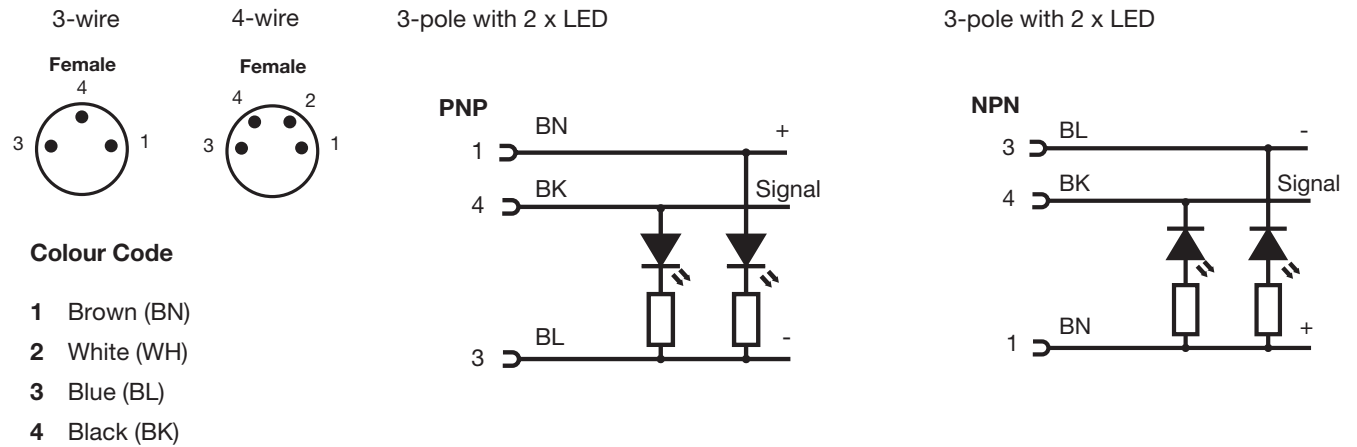 3-wire
4-wire
Female
4
3
1
Female
4
2
3
1
Colour Code
1 Brown (BN)
2 White (WH)
3 Blue (BL)
4 Black (BK)
3-pole with 2 x LED
PNP
BN
+
1
BK
Signal
4
BL
-
3
3-pole with 2 x LED
NPN
BL
-
3
BK
Signal
4
BN
+
1